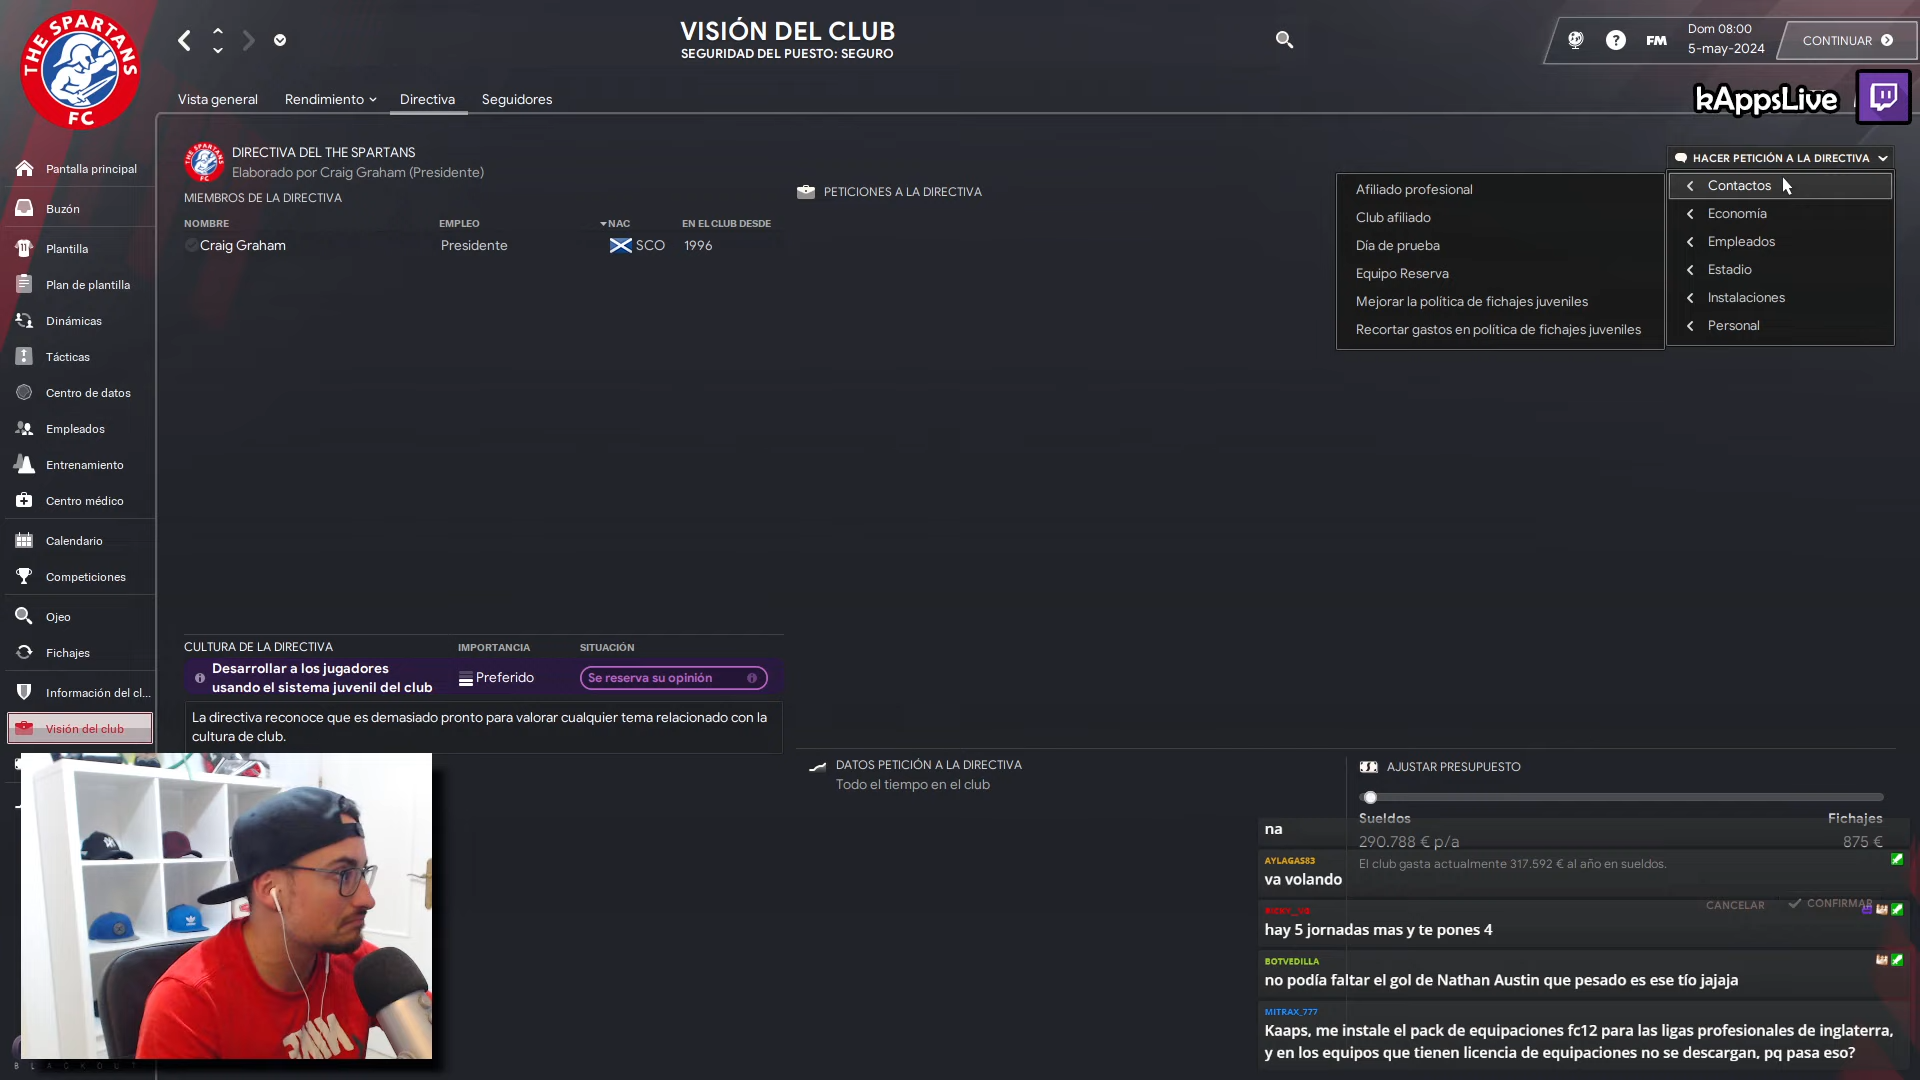 THE SPARTANS
FC
VISIÓN DEL CLUB
SEGURIDAD DEL PUESTO: SEGURO
FM
Dom 08:00
5-may-2024
CONTINUAR
kAppsLive
Vista general
Rendimiento
Directiva
Seguidores
Pantalla principal
Buzón
Plantilla
Plan de plantilla
Dinámicas
Tácticas
Centro de datos
Empleados
Entrenamiento
Centro médico
Calendario
Competiciones
Ojeo
Fichajes
Información del cl...
Visión del club
DIRECTIVA DEL THE SPARTANS
Elaborado por Craig Graham (Presidente)
MIEMBROS DE LA DIRECTIVA
NOMBRE EMPLEO NAC EN EL CLUB DESDE
Craig Graham Presidente SCO 1996
PETICIONES A LA DIRECTIVA
HACER PETICIÓN A LA DIRECTIVA
Contactos
Economía
Empleados
Estadio
Instalaciones
Personal
Afiliado profesional
Club afiliado
Día de prueba
Equipo Reserva
Mejorar la política de fichajes juveniles
Recortar gastos en política de fichajes juveniles
CULTURA DE LA DIRECTIVA IMPORTANCIA SITUACIÓN
Desarrollar a los jugadores
usando el sistema juvenil del club
Preferido
Se reserva su opinión
La directiva reconoce que es demasiado pronto para valorar cualquier tema relacionado con la
cultura de club.
DATOS PETICIÓN A LA DIRECTIVA
Todo el tiempo en el club
AJUSTAR PRESUPUESTO
Sueldos Fichajes
290.788 € p/a 875 €
El club gasta actualmente 317.592 € al año en sueldos.
CANCELAR CONFIRMAR
na
AYLAGAS83
va volando
hay 5 jornadas mas y te pones 4
BOTVEDILLA
no podía faltar el gol de Nathan Austin que pesado es ese tío jajaja
MITRAX_777
Kaaps, me instale el pack de equipaciones fc12 para las ligas profesionales de inglaterra,
y en los equipos que tienen licencia de equipaciones no se descargan, pq pasa eso?